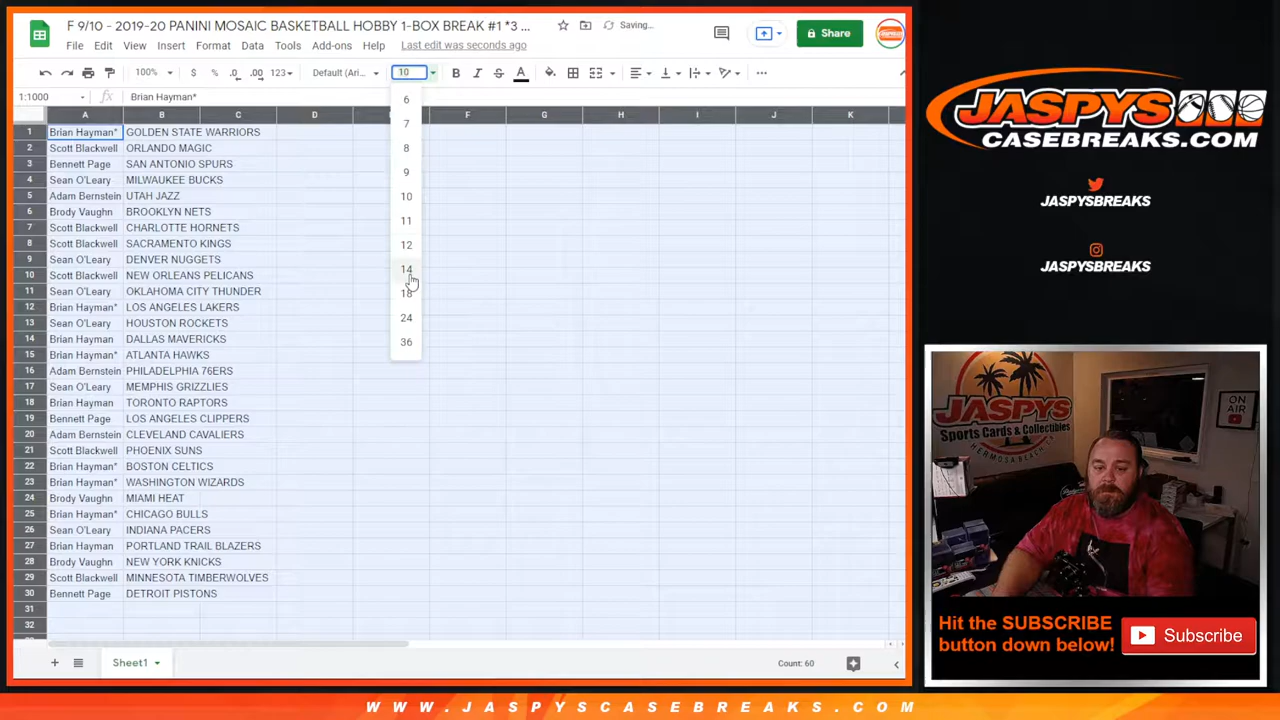 F 9/10 - 2019-20 PANINI MOSAIC BASKETBALL HOBBY 1-BOX BREAK #1 *3
Saving...
Share
File Edit View Insert Format Data Tools Add-ons Help Last edit was seconds ago
100% $ % .0 .00 123 Default (Ari... 10 B I S A
1:1000 fx Brian Hayman*
A B C D F G H I J K
1 Brian Hayman* GOLDEN STATE WARRIORS
2 Scott Blackwell ORLANDO MAGIC
3 Bennett Page SAN ANTONIO SPURS
4 Sean O'Leary MILWAUKEE BUCKS
5 Adam Bernstein UTAH JAZZ
6 Brody Vaughn BROOKLYN NETS
7 Scott Blackwell CHARLOTTE HORNETS
8 Scott Blackwell SACRAMENTO KINGS
9 Sean O'Leary DENVER NUGGETS
10 Scott Blackwell NEW ORLEANS PELICANS
11 Sean O'Leary OKLAHOMA CITY THUNDER
12 Brian Hayman* LOS ANGELES LAKERS
13 Sean O'Leary HOUSTON ROCKETS
14 Brian Hayman DALLAS MAVERICKS
15 Brian Hayman* ATLANTA HAWKS
16 Adam Bernstein PHILADELPHIA 76ERS
17 Sean O'Leary MEMPHIS GRIZZLIES
18 Brian Hayman TORONTO RAPTORS
19 Bennett Page LOS ANGELES CLIPPERS
20 Adam Bernstein CLEVELAND CAVALIERS
21 Scott Blackwell PHOENIX SUNS
22 Brian Hayman* BOSTON CELTICS
23 Brian Hayman* WASHINGTON WIZARDS
24 Brody Vaughn MIAMI HEAT
25 Brian Hayman* CHICAGO BULLS
26 Sean O'Leary INDIANA PACERS
27 Brian Hayman PORTLAND TRAIL BLAZERS
28 Brody Vaughn NEW YORK KNICKS
29 Scott Blackwell MINNESOTA TIMBERWOLVES
30 Bennett Page DETROIT PISTONS
31
32
6
7
8
9
10
11
12
14
18
24
36
Sheet1
Count: 60
JASPYS
CASEBREAKS.COM
JASPYSBREAKS
JASPYSBREAKS
JASPYS
Sports Cards & Collectibles
HERMOSA BEACH, CA
ON
AIR
Hit the SUBSCRIBE
button down below!
Subscribe
WWW.JASPYSCASEBREAKS.COM